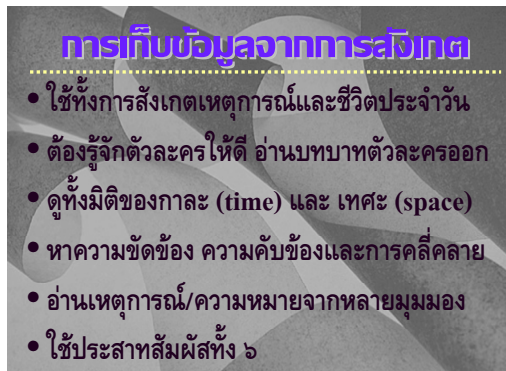 การเก็บข้อมูลจากการสังเกต
• ใช้ทั้งการสังเกตเหตุการณ์และชีวิตประจำวัน
• ต้องรู้จักตัวละครให้ดี อ่านบทบาทตัวละครออก
• ดูทั้งมิติของกาละ (time) และ เทศะ (space)
• หาความขัดข้อง ความคับข้องและการคลี่คลาย
• อ่านเหตุการณ์/ความหมายจากหลายมุมมอง
• ใช้ประสาทสัมผัสทั้ง ๖